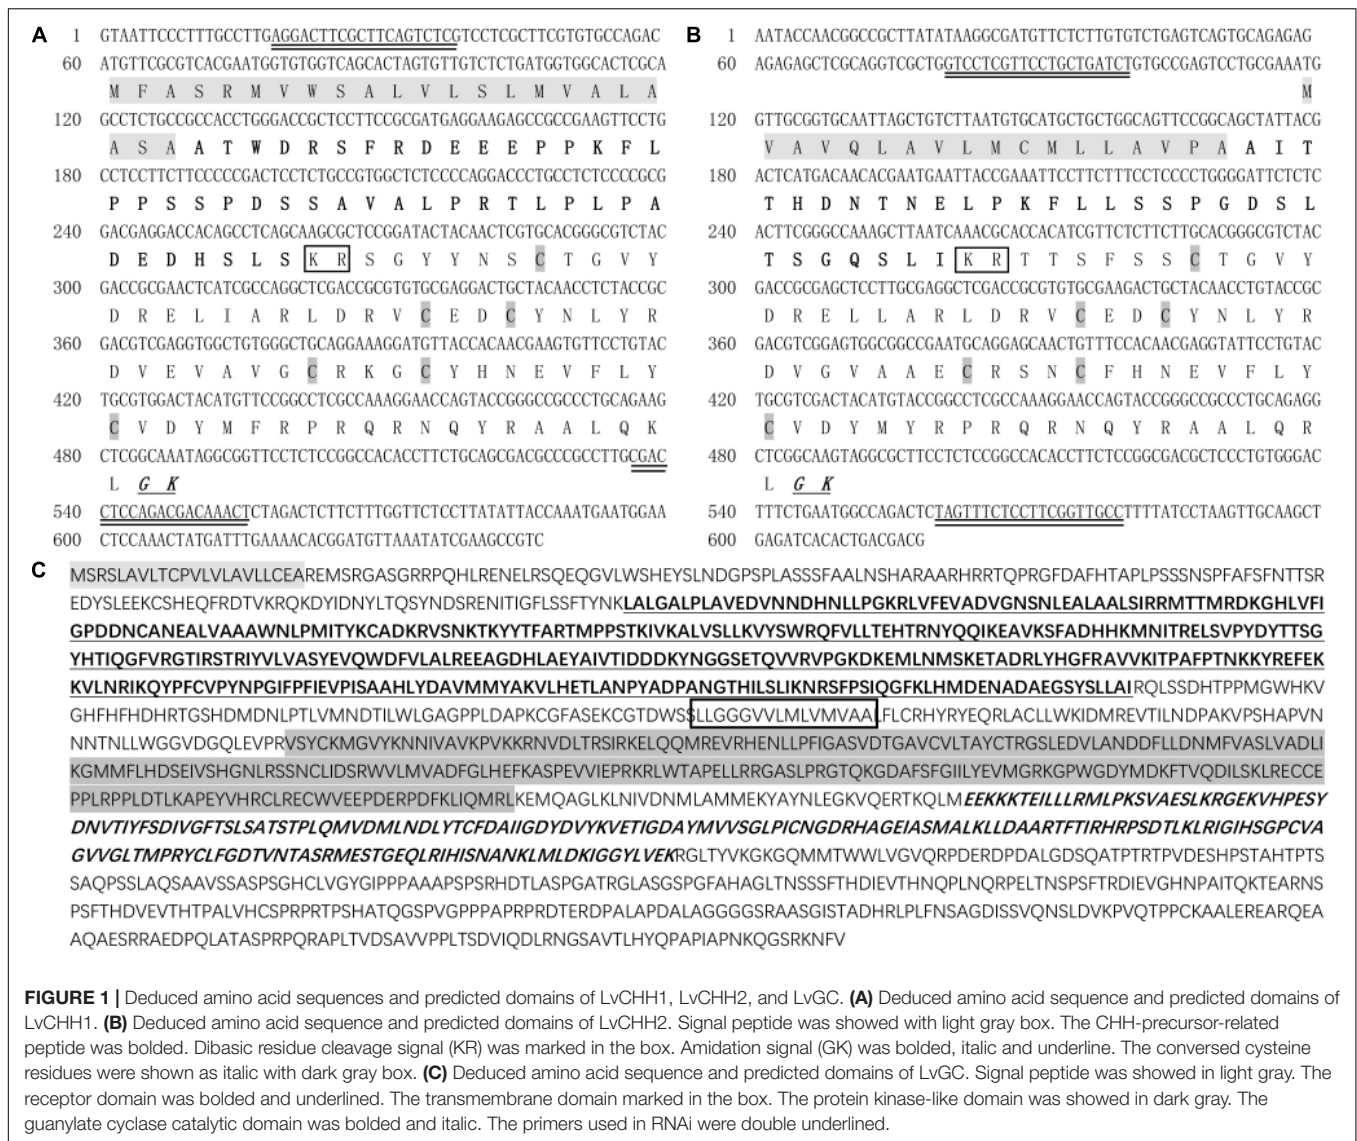 A 1 GTAATTCCCTTTGCCTTGAGGACTTCGCTTCAGTCTCGTCCTCGCTTCGTGTGCCAGAC
60 ATGTTCGCGTCACGAATGGTGTGGTCAGCACTAGTGTTGTCTCTGATGGTGGCACTCGCA
M F A S R M V W S A L V L S L M V A L A
120 GCCTCTGCCGCCACCTGGGACCGCTCCTTCCGCGATGAGGAAGAGCCGCCGAAGTTCCTG
A S A A T W D R S F R D E E E P P K F L
180 CCTCCTTCTTCCCCCGACTCCTCTGCCGTGGCTCTCCCCAGGACCCTGCCTCTCCCCGCG
P P S S P D S S A V A L P R T L P L P A
240 GACGAGGACCACAGCCTCAGCAAGCGCTCCGGATACTACAACTCGTGCACGGGCGTCTAC
D E D H S L S K R S G Y Y N S C T G V Y
300 GACCGCGAACTCATCGCCAGGCTCGACCGCGTGTGCGAGGACTGCTACAACCTCTACCGC
D R E L I A R L D R V C E D C Y N L Y R
360 GACGTCGAGGTGGCTGTGGGCTGCAGGAAAGGATGTTACCACAACGAAGTGTTCCTGTAC
D V E V A V G C R K G C Y H N E V F L Y
420 TGCGTGGACTACATGTTCCGGCCTCGCCAAAGGAACCAGTACCGGGCCGCCCTGCAGAAG
C V D Y M F R P R Q R N Q Y R A A L Q K
480 CTCGGCAAATAGGCGGTTCCTCTCCGGCCACACCTTCTGCAGCGACGCCCGCCTTGCGAC
L G K
540 CTCCAGACGACAAACTCTAGACTCTTCTTTGGTTCTCCTTATATTACCAAATGAATGGAA
600 CTCCAAACTATGATTTGAAAACACGGATGTTAAATATCGAAGCCGTC
B 1 AATACCAACGGCCGCTTATATAAGGCGATGTTCTCTTGTGTCTGAGTCAGTGCAGAGAG
60 AGAGAGCTCGCAGGTCGCTGGTCCTCGTTCCTGCTGATCTGTGCCGAGTCCTGCGAAATG
M
120 GTTGCGGTGCAATTAGCTGTCTTAATGTGCATGCTGCTGGCAGTTCCGGCAGCTATTACG
V A V Q L A V L M C M L L A V P A A I T
180 ACTCATGACAACACGAATGAATTACCGAAATTCCTTCTTTCCTCCCCTGGGGATTCTCTC
T H D N T N E L P K F L L S S P G D S L
240 ACTTCGGGCCAAAGCTTAATCAAACGCACCACATCGTTCTCTTCTTGCACGGGCGTCTAC
T S G Q S L I K R T T S F S S C T G V Y
300 GACCGCGAGCTCCTTGCGAGGCTCGACCGCGTGTGCGAAGACTGCTACAACCTGTACCGC
D R E L L A R L D R V C E D C Y N L Y R
360 GACGTCGGAGTGGCGGCCGAATGCAGGAGCAACTGTTTCCACAACGAGGTATTCCTGTAC
D V G V A A E C R S N C F H N E V F L Y
420 TGCGTCGACTACATGTACCGGCCTCGCCAAAGGAACCAGTACCGGGCCGCCCTGCAGAGG
C V D Y M Y R P R Q R N Q Y R A A L Q R
480 CTCGGCAAGTAGGCGCTTCCTCTCCGGCCACACCTTCTCCGGCGACGCTCCCTGTGGGAC
L G K
540 TTTCTGAATGGCCAGACTCTAGTTTCTCCTTCGGTTGCCTTTTATCCTAAGTTGCAAGCT
600 GAGATCACACTGACGACG
C MSRSLAVLTCPVLVLAVLLCEAREMSRGASGRRPQHLRENELRSQEQGVLWSHEYSLNDGPSPLASSSFAALNSHARAARHRRTQPRGFDAFHTAPLPSSSNSPFAFSFNTTSR
EDYSLEEKCSHEQFRDTVKRQKDYIDNYLTQSYNDSRENITIGFLSSFTYNKLALGALPLAVEDVNNDHNLLPGKRLVFEVADVGNSNLEALAALSIRRMTTMRDKGHLVFI
GPDDNCANEALVAAAWNLPMITYKCADKRVSNKTKYYTFARTMPPSTKIVKALVSLLKVYSWRQFVLLTEHTRNYQQIKEAVKSFADHHKMNITRELSVPYDYTTSG
YHTIQGFVRGTIRSTRIYVLVASYEVQWDFVLALREEAGDHLAEYAIVTIDDDKYNGGSETQVVRVPGKDKEMLNMSKETADRLYHGFRAVVKITPAFPTNKKYREFEK
KVLNRIKQYPFCVPYNPGIFPFIEVPISAAHLYDAVMMYAKVLHETLANPYADPANGTHILSLIKNRSFPSIQGFKLHMDENADAEGSYSLLAIRQLSSDHTPPMGWHKV
GHFHFHDHRTGSHDMDNLPTLVMNDTILWLGAGPPLDAPKCGFASEKCGTDWSSLLGGGVVLMLVMVAALFLCRHYRYEQRLACLLWKIDMREVTILNDPAKVPSHAPVN
NNTNLLWGGVDGQLEVPRVSYCKMGVYKNNIVAVKPVKKRNVDLTRSIRKELQQMREVRHENLLPFIGASVDTGAVCVLTAYCTRGSLEDVLANDDFLLDNMFVASLVADLI
KGMMFLHDSEIVSHGNLRSSNCLIDSRWVLMVADFGLHEFKASPEVVIEPRKRLWTAPELLRRGASLPRGTQKGDAFSFGIILYEVMGRKGPWGDYMDKFTVQDILSKLRECCE
PPLRPPLDTLKAPEYVHRCLRECWVEEPDERPDFKLIQMRLKEMQAGLKLNIVDNMLAMMEKYAYNLEGKVQERTKQLMEEKKKTEILLLRMLPKSVAESLKRGEKVHPESY
DNVTIYFSDIVGFTSLSATSTPLQMVDMLNDLYTCFDAIIGDYDVYKVETIGDAYMVVSGLPICNGDRHAGEIASMALKLLDAARTFTIRHRPSDTLKLRIGIHSGPCVA
GVVGLTMPRYCLFGDTVNTASRMESTGEQLRIHISNANKLMLDKIGGYLVEKRGLTYVKGKGQMMTWWLVGVQRPDERDPDALGDSQATPTRTPVDESHPSTAHTPTS
SAQPSSLAQSAAVSSASPSGHCLVGYGIPPPAAAPSPSRHDTLASPGATRGLASGSPGFAHAGLTNSSSFTHDIEVTHNQPLNQRPELTNSPSFTRDIEVGHNPAITQKTEARNS
PSFTHDVEVTHTPALVHCSPRPRTPSHATQGSPVGPPPAPRPRDTERDPALAPDALAGGGGSRAASGISTADHRLPLFNSAGDISSVQNSLDVKPVQTPPCKAALEREARQEA
AQAESRRAEDPQLATASPRPQRAPLTVDSAVVPPLTSDVIQDLRNGSAVTLHYQPAPIAPNKQGSRKNFV
FIGURE 1 | Deduced amino acid sequences and predicted domains of LvCHH1, LvCHH2, and LvGC. (A) Deduced amino acid sequence and predicted domains of
LvCHH1. (B) Deduced amino acid sequence and predicted domains of LvCHH2. Signal peptide was showed with light gray box. The CHH-precursor-related
peptide was bolded. Dibasic residue cleavage signal (KR) was marked in the box. Amidation signal (GK) was bolded, italic and underline. The conversed cysteine
residues were shown as italic with dark gray box. (C) Deduced amino acid sequence and predicted domains of LvGC. Signal peptide was showed in light gray. The
receptor domain was bolded and underlined. The transmembrane domain marked in the box. The protein kinase-like domain was showed in dark gray. The
guanylate cyclase catalytic domain was bolded and italic. The primers used in RNAi were double underlined.